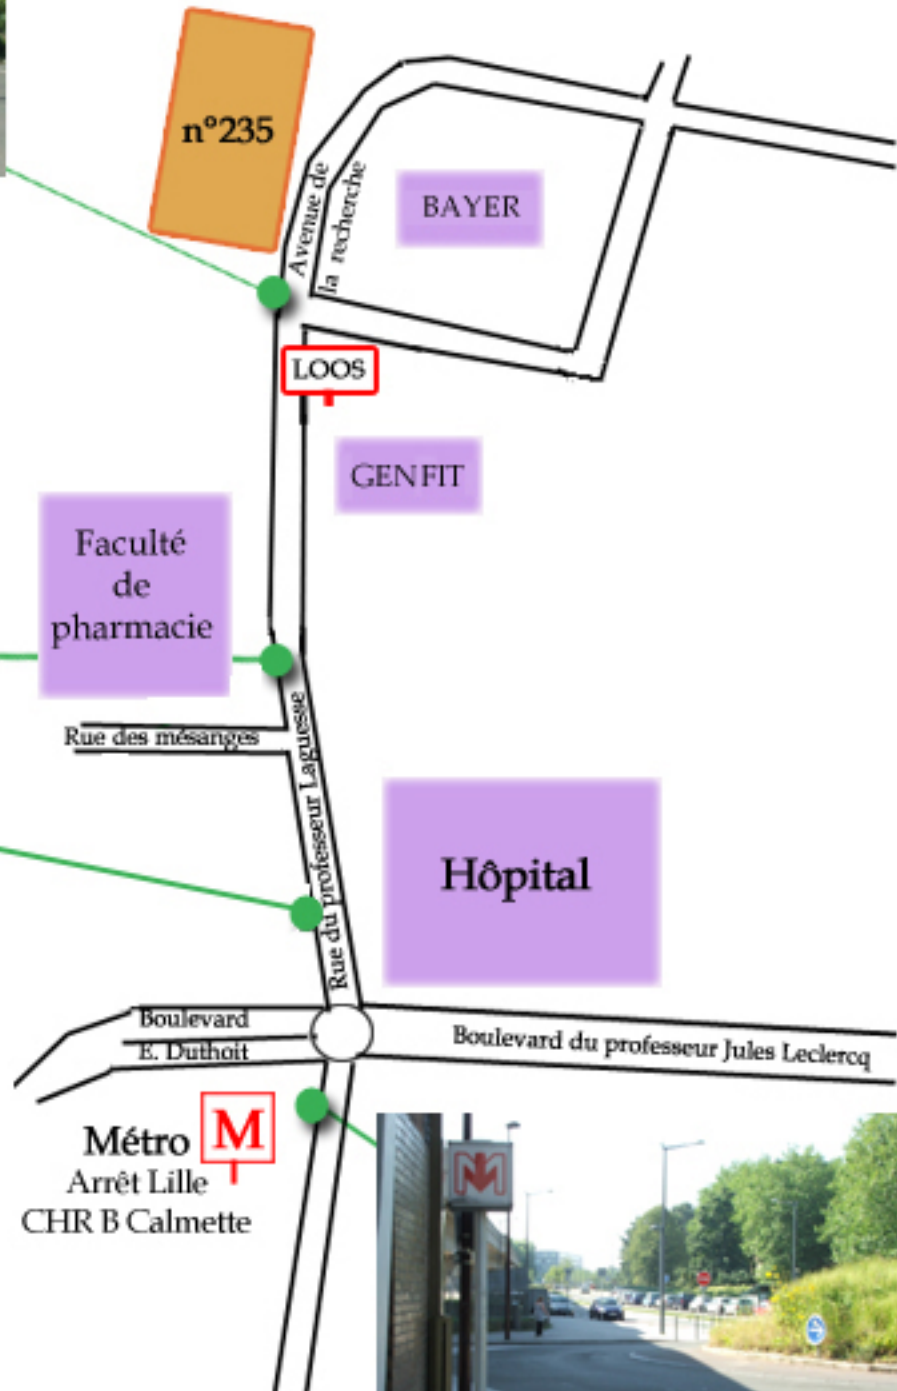 n°235
Avenue de
la recherche
BAYER
LOOS
GENFIT
Faculté
de
pharmacie
Rue des mésanges
Rue du professeur Laguesse
Hôpital
Boulevard
E. Duthoit
Boulevard du professeur Jules Leclercq
Métro
M
Arrêt Lille
CHR B Calmette
M